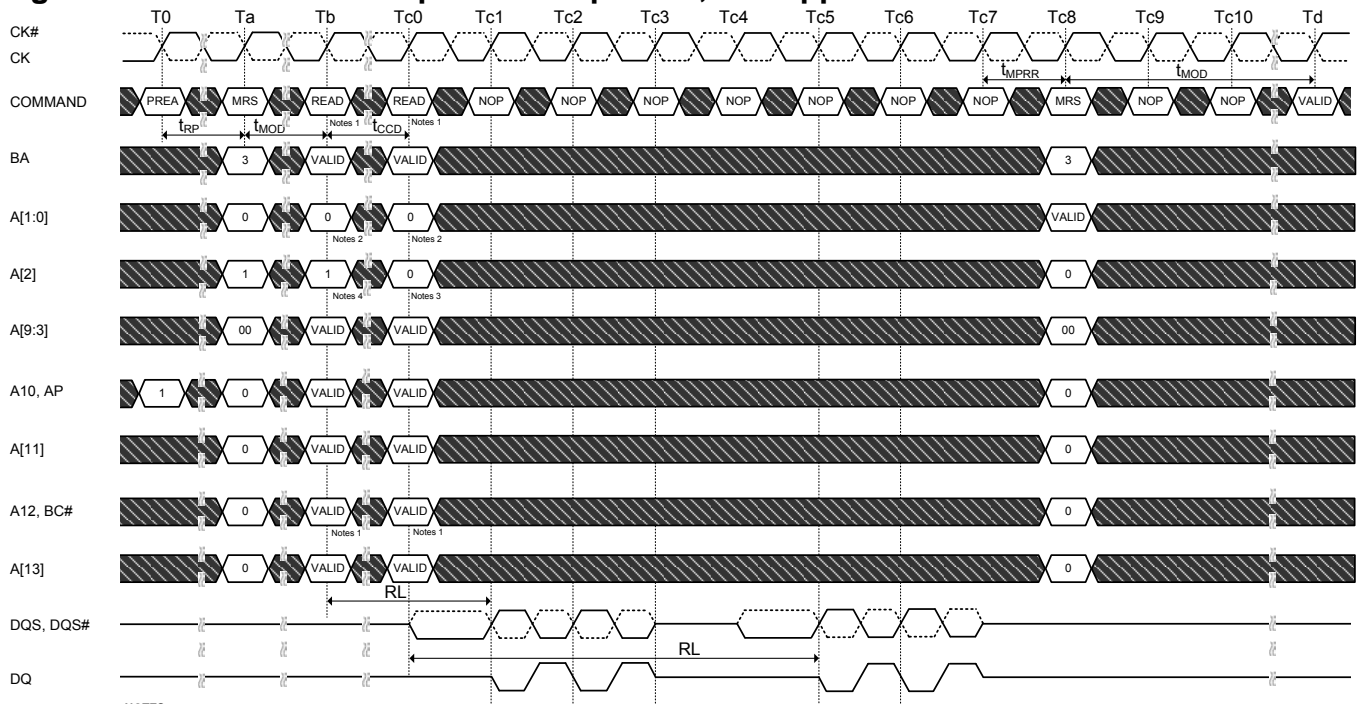 T0 Ta Tb Tc0 Tc1 Tc2 Tc3 Tc4 Tc5 Tc6 Tc7 Tc8 Tc9 Tc10 Td
CK#
CK
tMPRR tMOD
COMMAND PREA MRS READ READ NOP NOP NOP NOP NOP NOP NOP MRS NOP NOP VALID
Notes 1 Notes 1
tRP tMOD tCCD
BA 3 VALID VALID 3
A[1:0] 0 0 0 VALID
Notes 2 Notes 2
A[2] 1 1 0 0
Notes 4 Notes 3
A[9:3] 00 VALID VALID 00
A10, AP 1 0 VALID VALID 0
A[11] 0 VALID VALID 0
A12, BC# 0 VALID VALID 0
Notes 1 Notes 1
A[13] 0 VALID VALID 0
RL
DQS, DQS#
RL
DQ